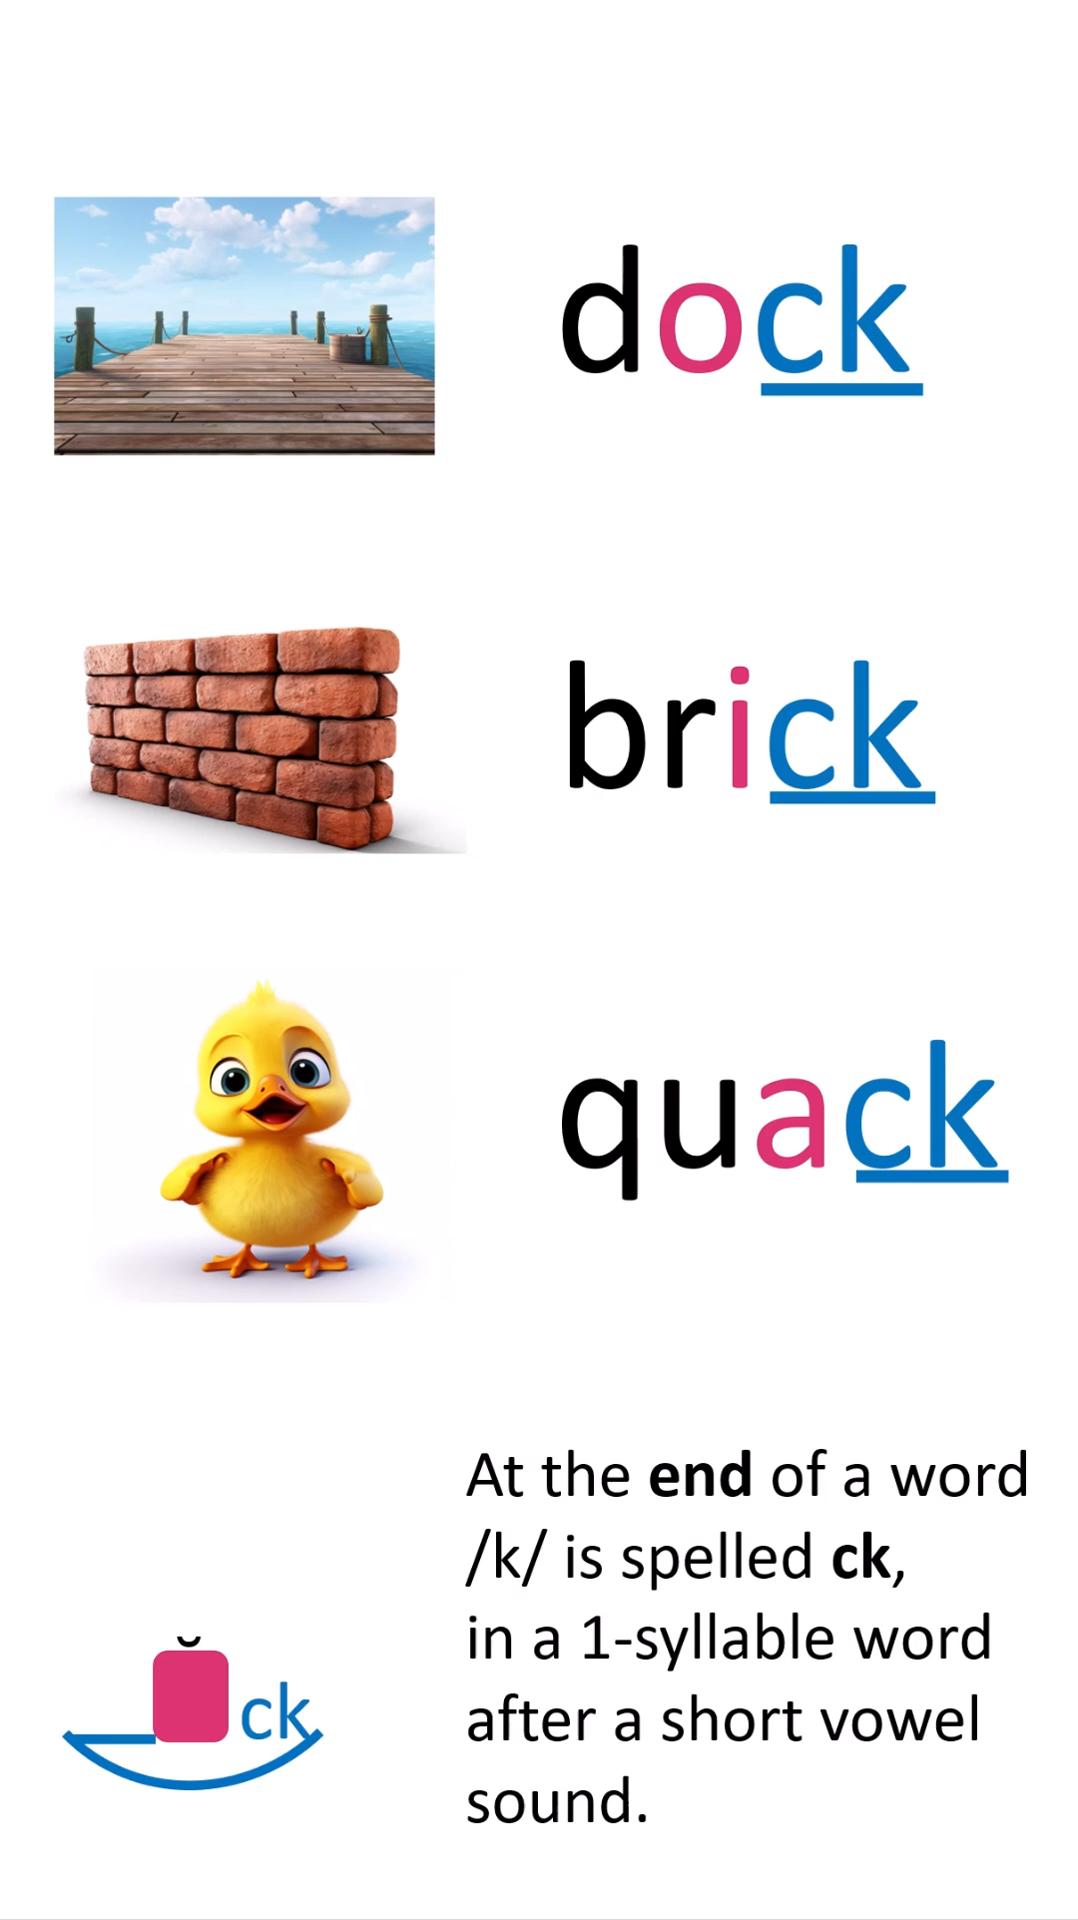 dock
brick
quack
At the end of a word
/k/ is spelled ck,
in a 1-syllable word
after a short vowel
sound.
ck